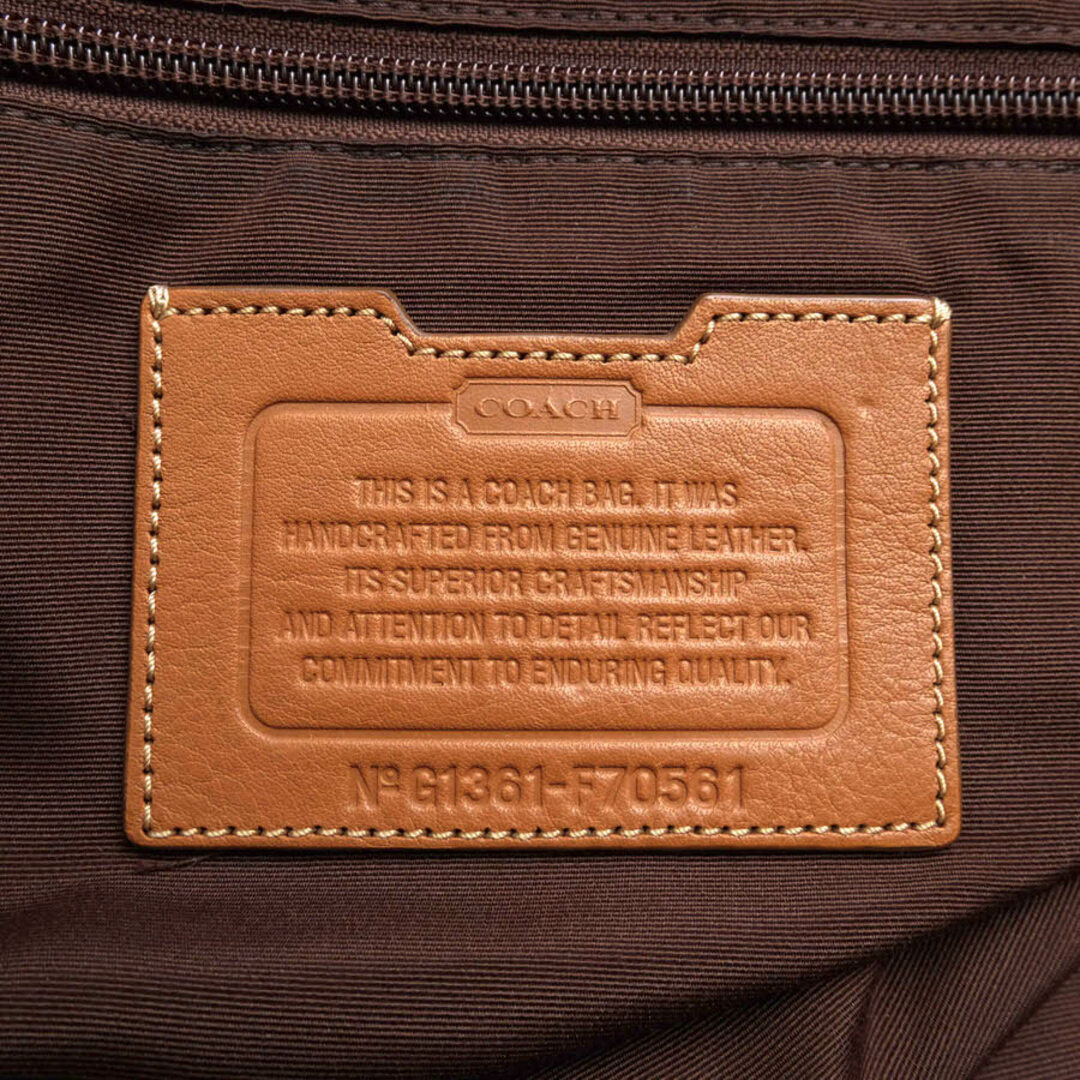 COACH
THIS IS A COACH BAG. IT WAS
HANDCRAFTED FROM GENUINE LEATHER.
ITS SUPERIOR CRAFTSMANSHIP
AND ATTENTION TO DETAIL REFLECT OUR
COMMITMENT TO ENDURING QUALITY.
Nº G1361-F70561